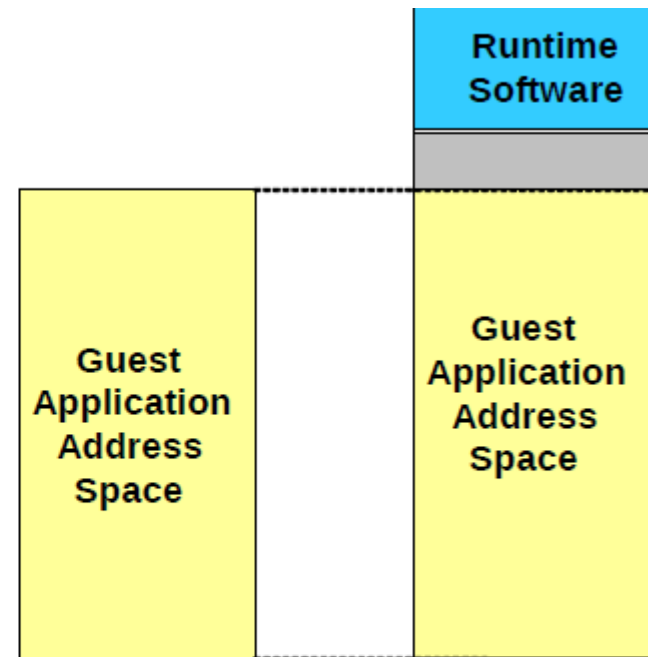 Runtime
Software
Guest
Application
Address
Space
Guest
Application
Address
Space